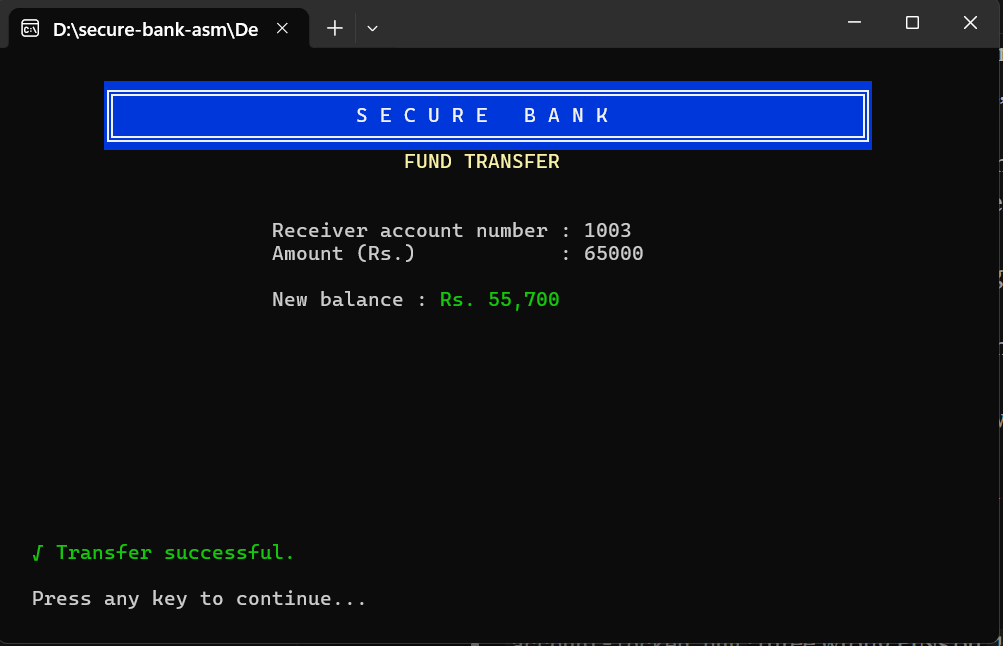 D:\secure-bank-asm\De
S E C U R E   B A N K
FUND TRANSFER
Receiver account number : 1003
Amount (Rs.)            : 65000
New balance : Rs. 55,700
√ Transfer successful.
Press any key to continue...